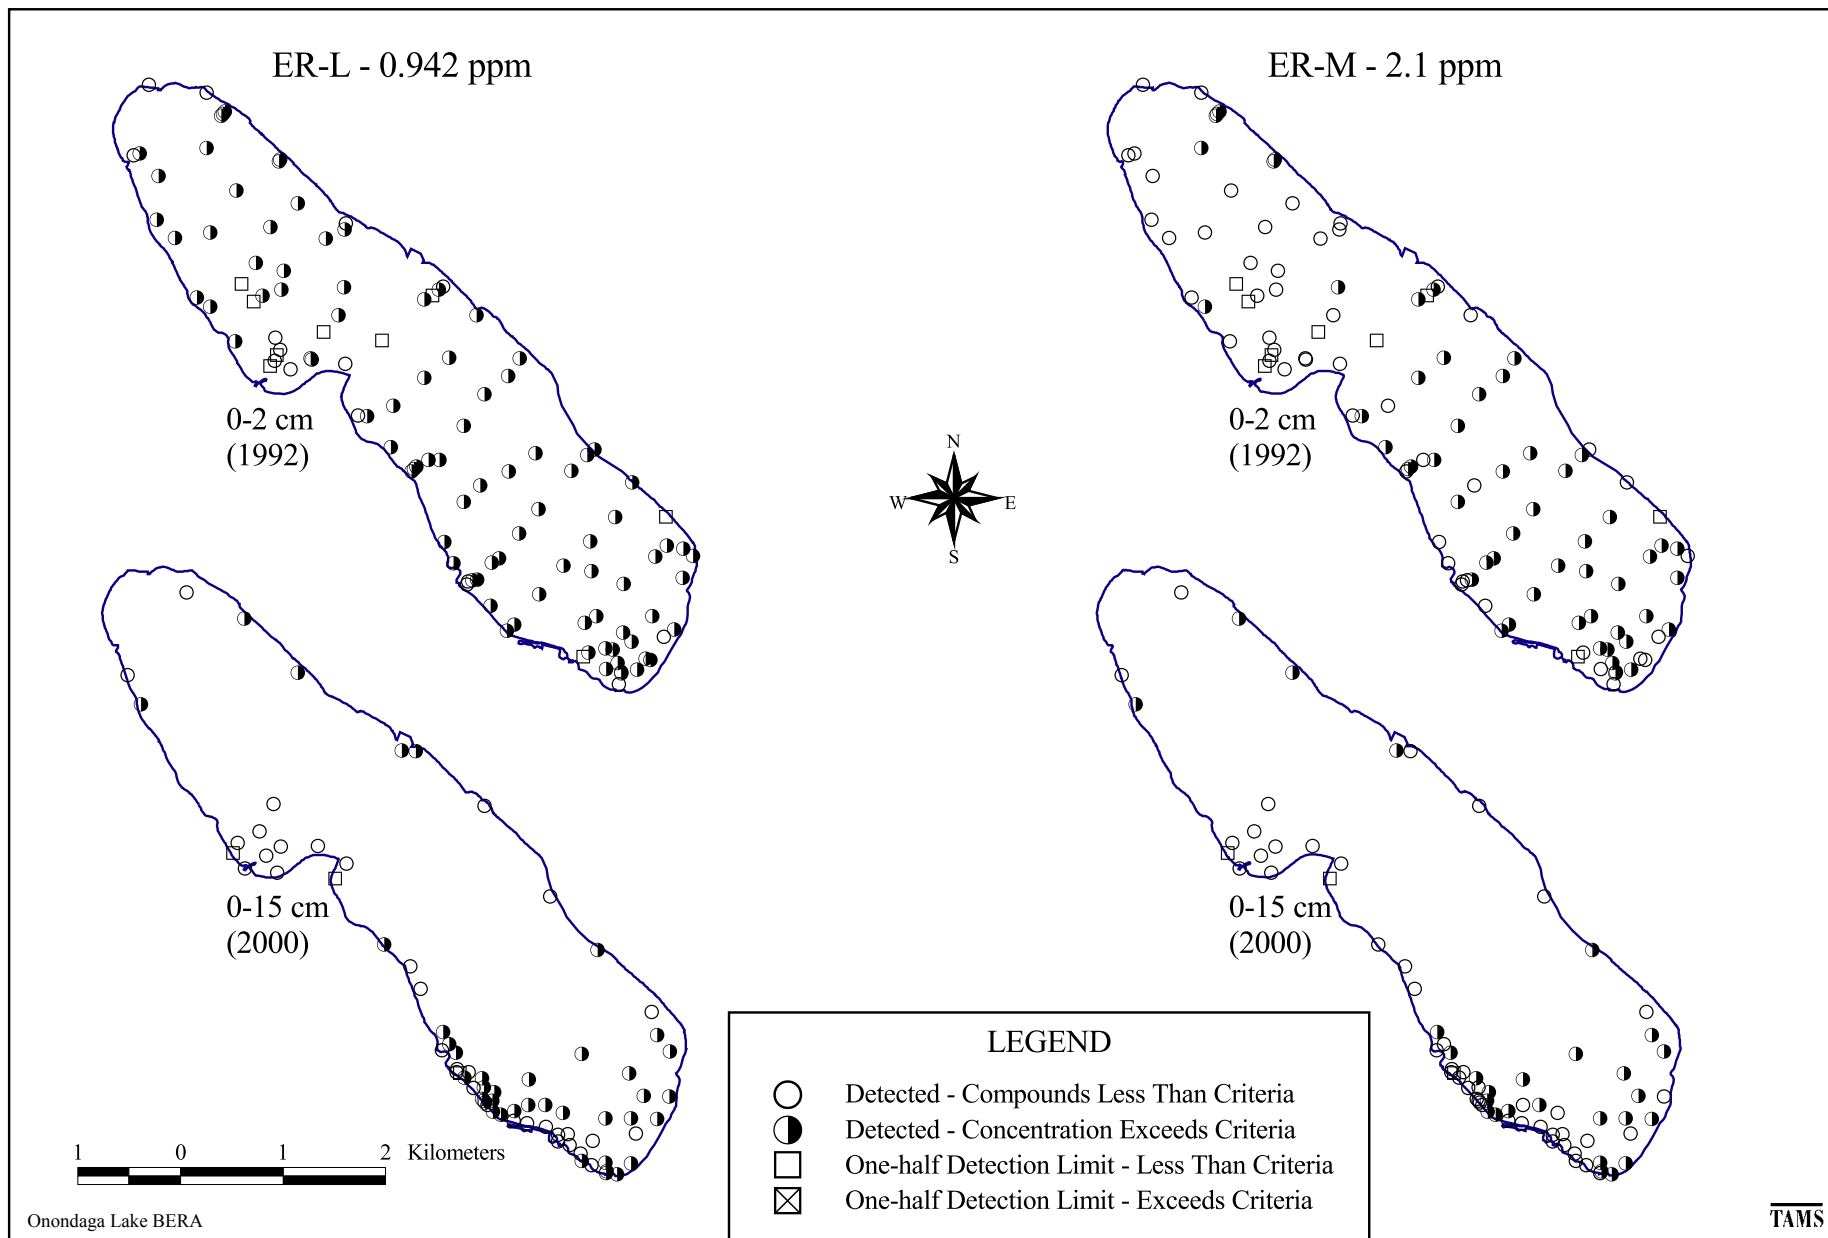 ER-L - 0.942 ppm
ER-M - 2.1 ppm
0-2 cm
(1992)
0-2 cm
(1992)
N
W
E
S
0-15 cm
(2000)
0-15 cm
(2000)
LEGEND
Detected - Compounds Less Than Criteria
Detected - Concentration Exceeds Criteria
One-half Detection Limit - Less Than Criteria
One-half Detection Limit - Exceeds Criteria
1 0 1 2 Kilometers
Onondaga Lake BERA
TAMS